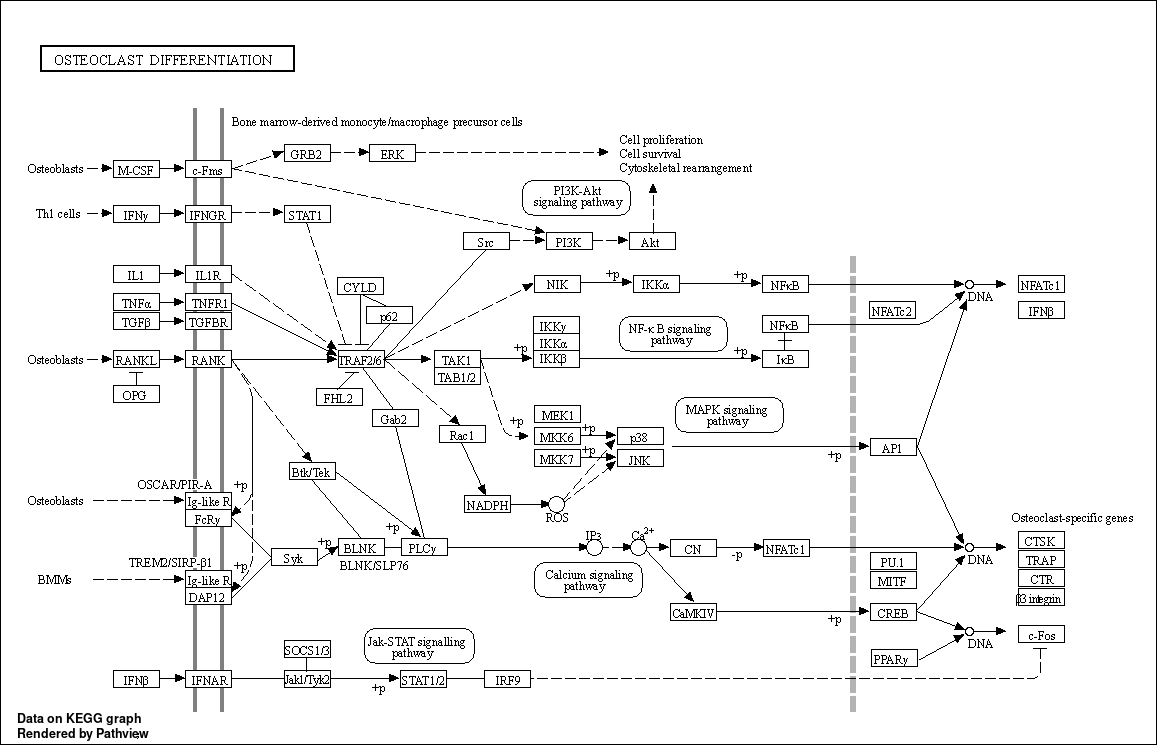 OSTEOCLAST DIFFERENTIATION
Bone marrow-derived monocyte/macrophage precursor cells
Cell proliferation
Cell survival
Cytoskeletal rearrangement
GRB2
ERK
Osteoblasts
M-CSF
c-Fms
PI3K-Akt
signaling pathway
Th1 cells
IFNγ
IFNGR
STAT1
Src
PI3K
Akt
IL1
IL1R
CYLD
NIK
+p
IKKα
+p
NFκB
DNA
NFATc1
TNFα
TNFR1
p62
NFATc2
IFNβ
TGFβ
TGFBR
IKKγ
IKKα
IKKβ
NF-κ B signaling
pathway
NFκB
+p
+p
IκB
Osteoblasts
RANKL
RANK
TRAF2/6
TAK1
TAB1/2
OPG
FHL2
Gab2
Rac1
+p
MEK1
MKK6
+p
p38
MKK7
+p
JNK
MAPK signaling
pathway
+p
AP1
Btk/Tek
OSCAR/PIR-A
+p
Osteoblasts
Ig-like R
FcRγ
NADPH
ROS
Osteoclast-specific genes
+p
+p
Syk
BLNK
BLNK/SLP76
PLCγ
IP3
Ca2+
CN
-p
NFATc1
DNA
CTSK
TRAP
CTR
β3 integrin
TREM2/SIRP-β1
+p
BMMs
Ig-like R
DAP12
Calcium signaling
pathway
PU.1
MITF
CaMKIV
+p
CREB
DNA
c-Fos
PPARγ
SOCS1/3
Jak-STAT signalling
pathway
IFNβ
IFNAR
Jak1/Tyk2
+p
STAT1/2
IRF9
Data on KEGG graph
Rendered by Pathview